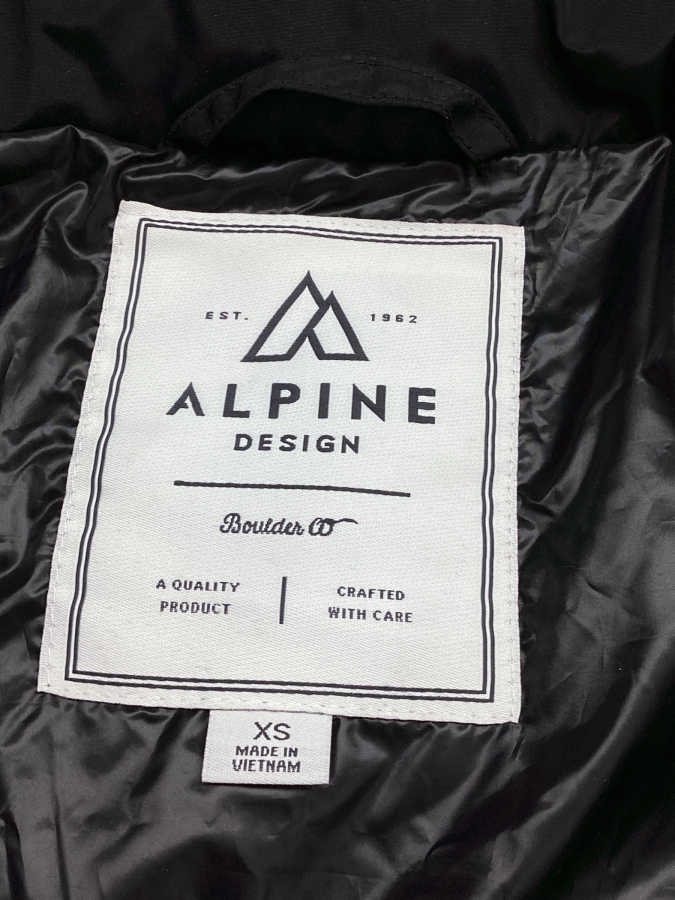 EST. 1962
ALPINE
DESIGN
Boulder CO
A QUALITY
PRODUCT
CRAFTED
WITH CARE
XS
MADE IN
VIETNAM